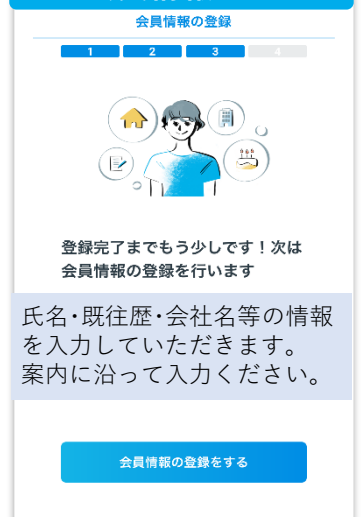 会員情報の登録
1 2 3 4
登録完了までもう少しです！次は
会員情報の登録を行います
氏名･既往歴･会社名等の情報
を入力していただきます。
案内に沿って入力ください。
会員情報の登録をする